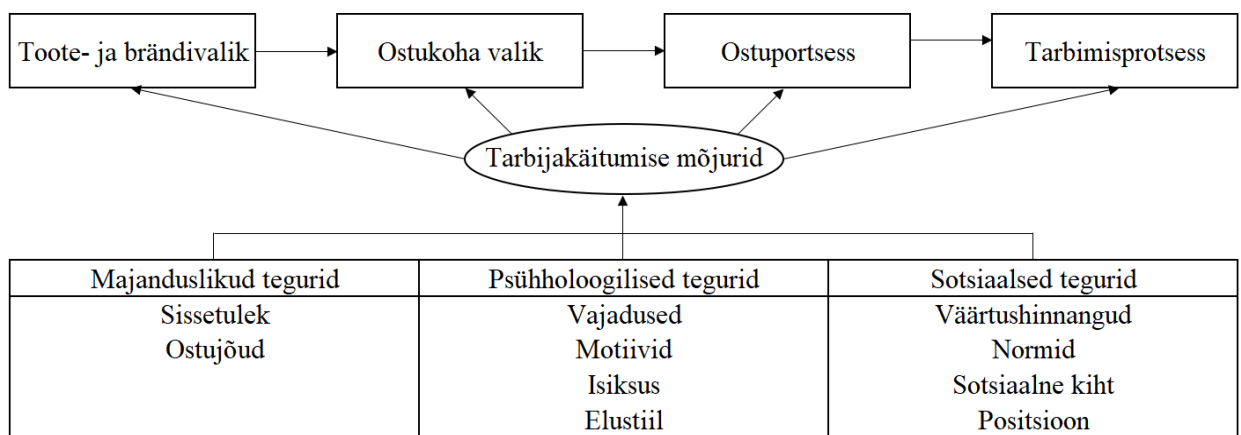 Toote- ja brändivalik
Ostukoha valik
Ostuportsess
Tarbimisprotsess
Tarbijakäitumise mõjurid
Majanduslikud tegurid
Psühholoogilised tegurid
Sotsiaalsed tegurid
Sissetulek
Vajadused
Väärtushinnangud
Ostujõud
Motiivid
Normid
Isiksus
Sotsiaalne kiht
Elustiil
Positsioon